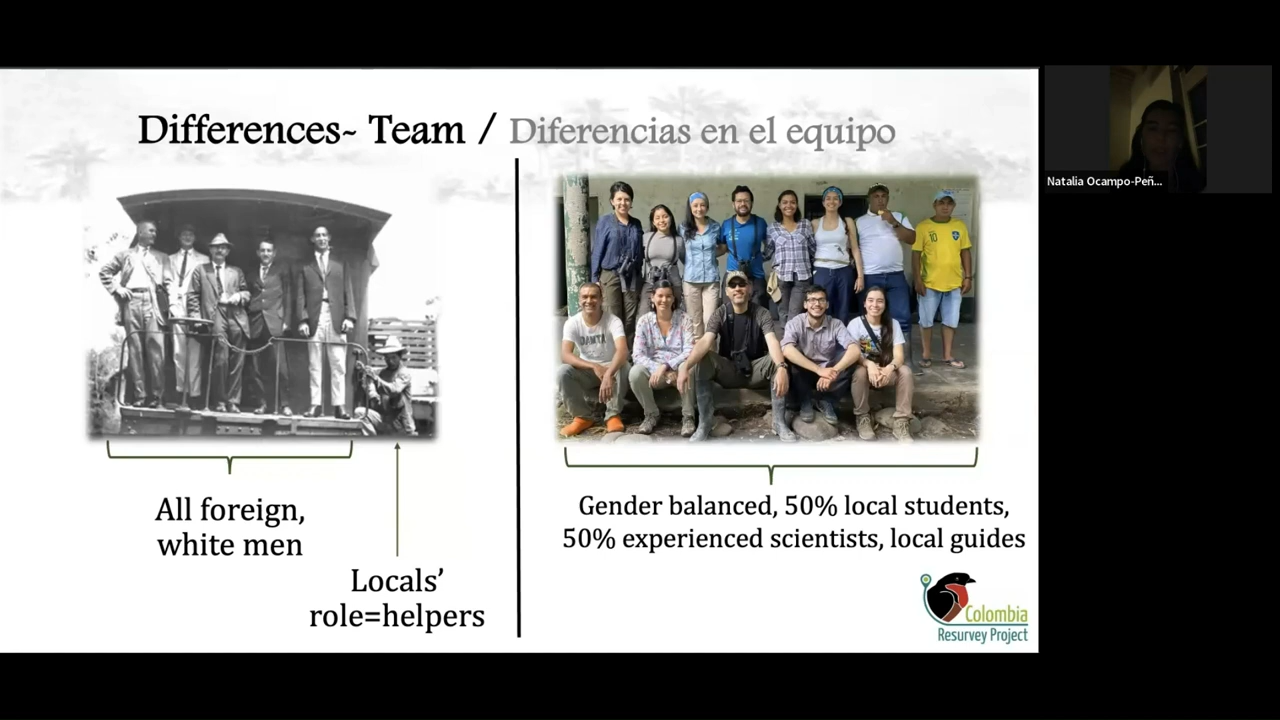 Differences~ Team / Diferencias en el equipo
All foreign,
white men
Locals'
role=helpers
Gender balanced, 50% local students,
50% experienced scientists, local guides
Colombia
Resurvey Project
Natalia Ocampo-Peñ...
10